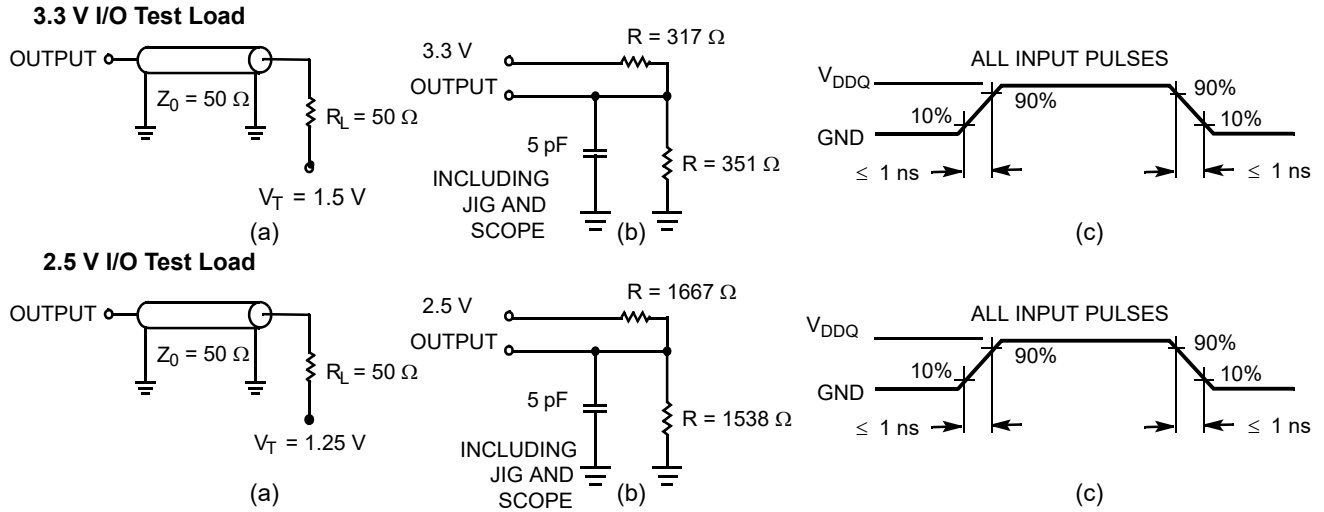 3.3 V I/O Test Load
OUTPUT
Z0 = 50 Ω
RL = 50 Ω
VT = 1.5 V
(a)
3.3 V
OUTPUT
R = 317 Ω
5 pF
INCLUDING
JIG AND
SCOPE
R = 351 Ω
(b)
ALL INPUT PULSES
VDDQ
GND
10%
90%
90%
10%
≤ 1 ns
≤ 1 ns
(c)
2.5 V I/O Test Load
OUTPUT
Z0 = 50 Ω
RL = 50 Ω
VT = 1.25 V
(a)
2.5 V
OUTPUT
R = 1667 Ω
5 pF
INCLUDING
JIG AND
SCOPE
R = 1538 Ω
(b)
ALL INPUT PULSES
VDDQ
GND
10%
90%
90%
10%
≤ 1 ns
≤ 1 ns
(c)